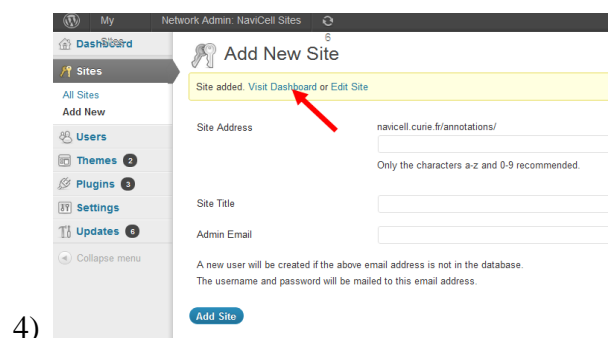 My Sites
Network Admin: NaviCell Sites
6
Dashboard
Sites
All Sites
Add New
Users
Themes 2
Plugins 3
Settings
Updates 6
Collapse menu
Add New Site
Site added. Visit Dashboard or Edit Site
Site Address
navicell.curie.fr/annotations/
Only the characters a-z and 0-9 recommended.
Site Title
Admin Email
A new user will be created if the above email address is not in the database.
The username and password will be mailed to this email address.
Add Site
4)